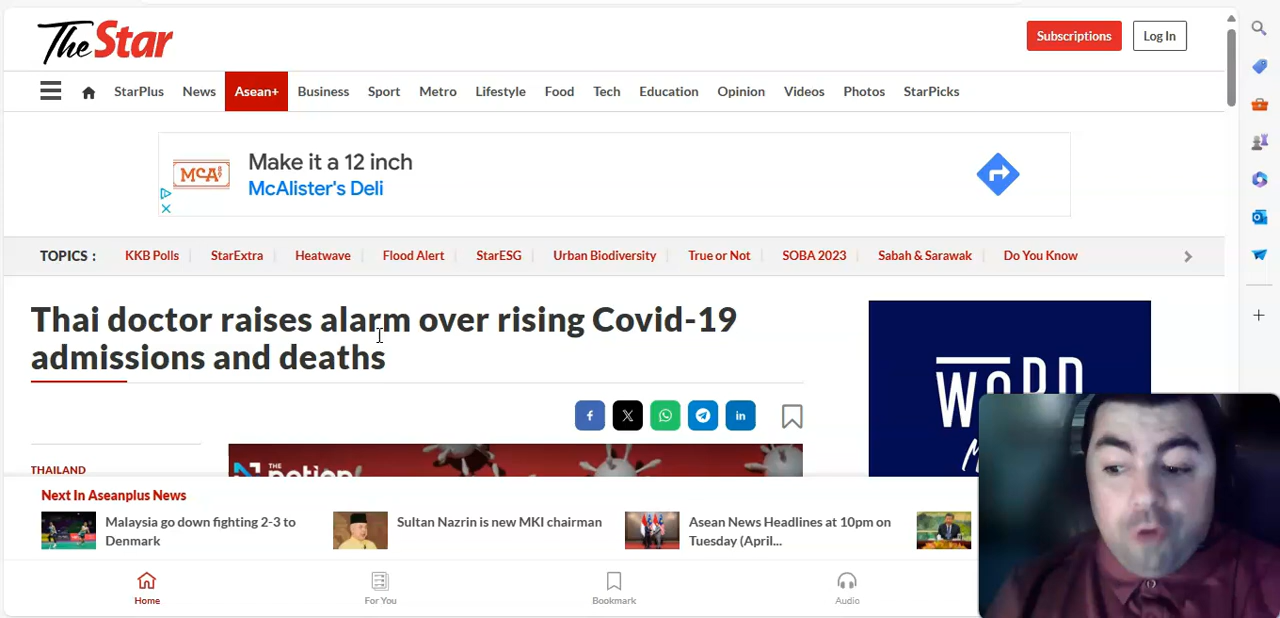 The Star
Subscriptions
Log In
StarPlus
News
Asean+
Business
Sport
Metro
Lifestyle
Food
Tech
Education
Opinion
Videos
Photos
StarPicks
MCA
Make it a 12 inch
McAlister's Deli
TOPICS :
KKB Polls
StarExtra
Heatwave
Flood Alert
StarESG
Urban Biodiversity
True or Not
SOBA 2023
Sabah & Sarawak
Do You Know
Thai doctor raises alarm over rising Covid-19
admissions and deaths
THAILAND
THE
nation
WORD
Next In Aseanplus News
Malaysia go down fighting 2-3 to
Denmark
Sultan Nazrin is new MKI chairman
Asean News Headlines at 10pm on
Tuesday (April...
Home
For You
Bookmark
Audio